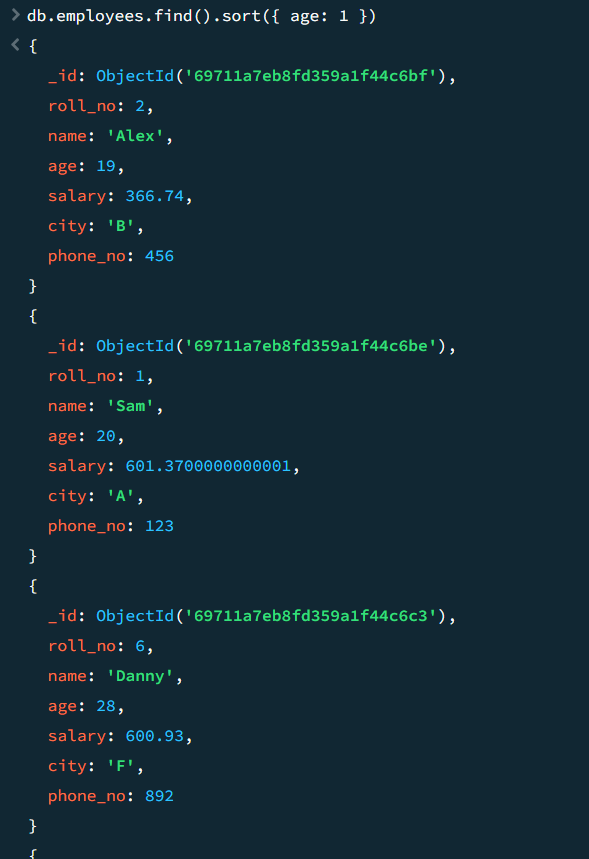 > db.employees.find().sort({ age: 1 })
< {
_id: ObjectId('69711a7eb8fd359a1f44c6bf'),
roll_no: 2,
name: 'Alex',
age: 19,
salary: 366.74,
city: 'B',
phone_no: 456
}
{
_id: ObjectId('69711a7eb8fd359a1f44c6be'),
roll_no: 1,
name: 'Sam',
age: 20,
salary: 601.3700000000001,
city: 'A',
phone_no: 123
}
{
_id: ObjectId('69711a7eb8fd359a1f44c6c3'),
roll_no: 6,
name: 'Danny',
age: 28,
salary: 600.93,
city: 'F',
phone_no: 892
}
{